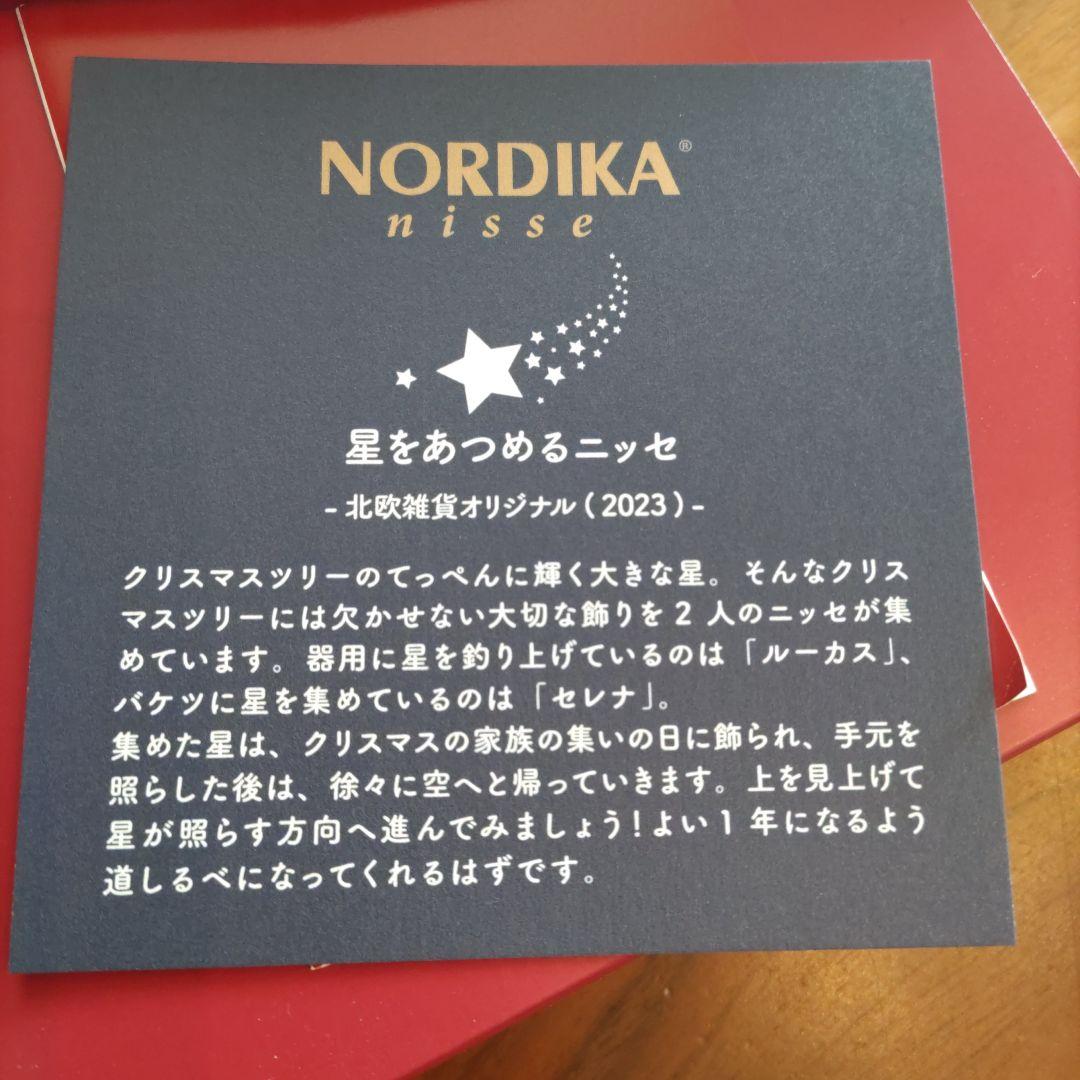 NORDIKA®
nisse
星をあつめるニッセ
- 北欧雑貨オリジナル ( 2023 ) -
クリスマスツリーのてっぺんに輝く大きな星。そんなクリス
マスツリーには欠かせない大切な飾りを 2 人のニッセが集
めています。器用に星を釣り上げているのは「ルーカス」、
バケツに星を集めているのは「セレナ」。
集めた星は、クリスマスの家族の集いの日に飾られ、手元を
照らした後は、徐々に空へと帰っていきます。上を見上げて
星が照らす方向へ進んでみましょう!よい 1 年になるよう
道しるべになってくれるはずです。